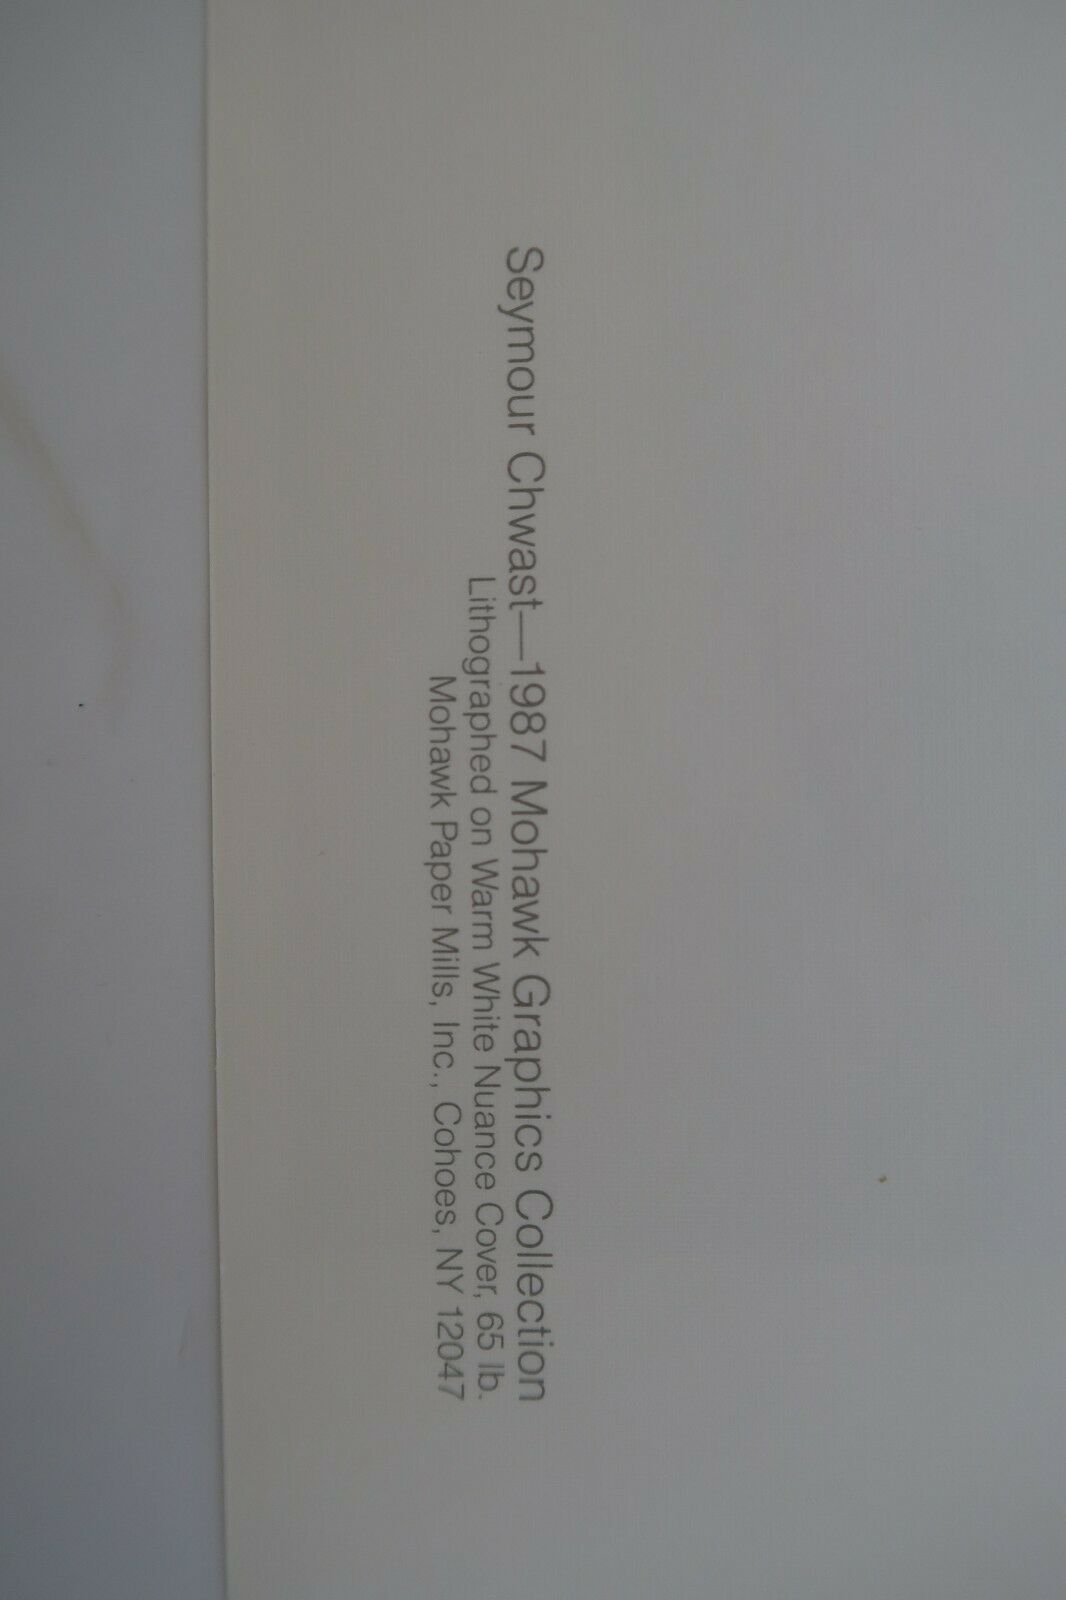 Seymour Chwast—1987 Mohawk Graphics Collection
Lithographed on Warm White Nuance Cover, 65 lb.
Mohawk Paper Mills, Inc., Cohoes, NY 12047